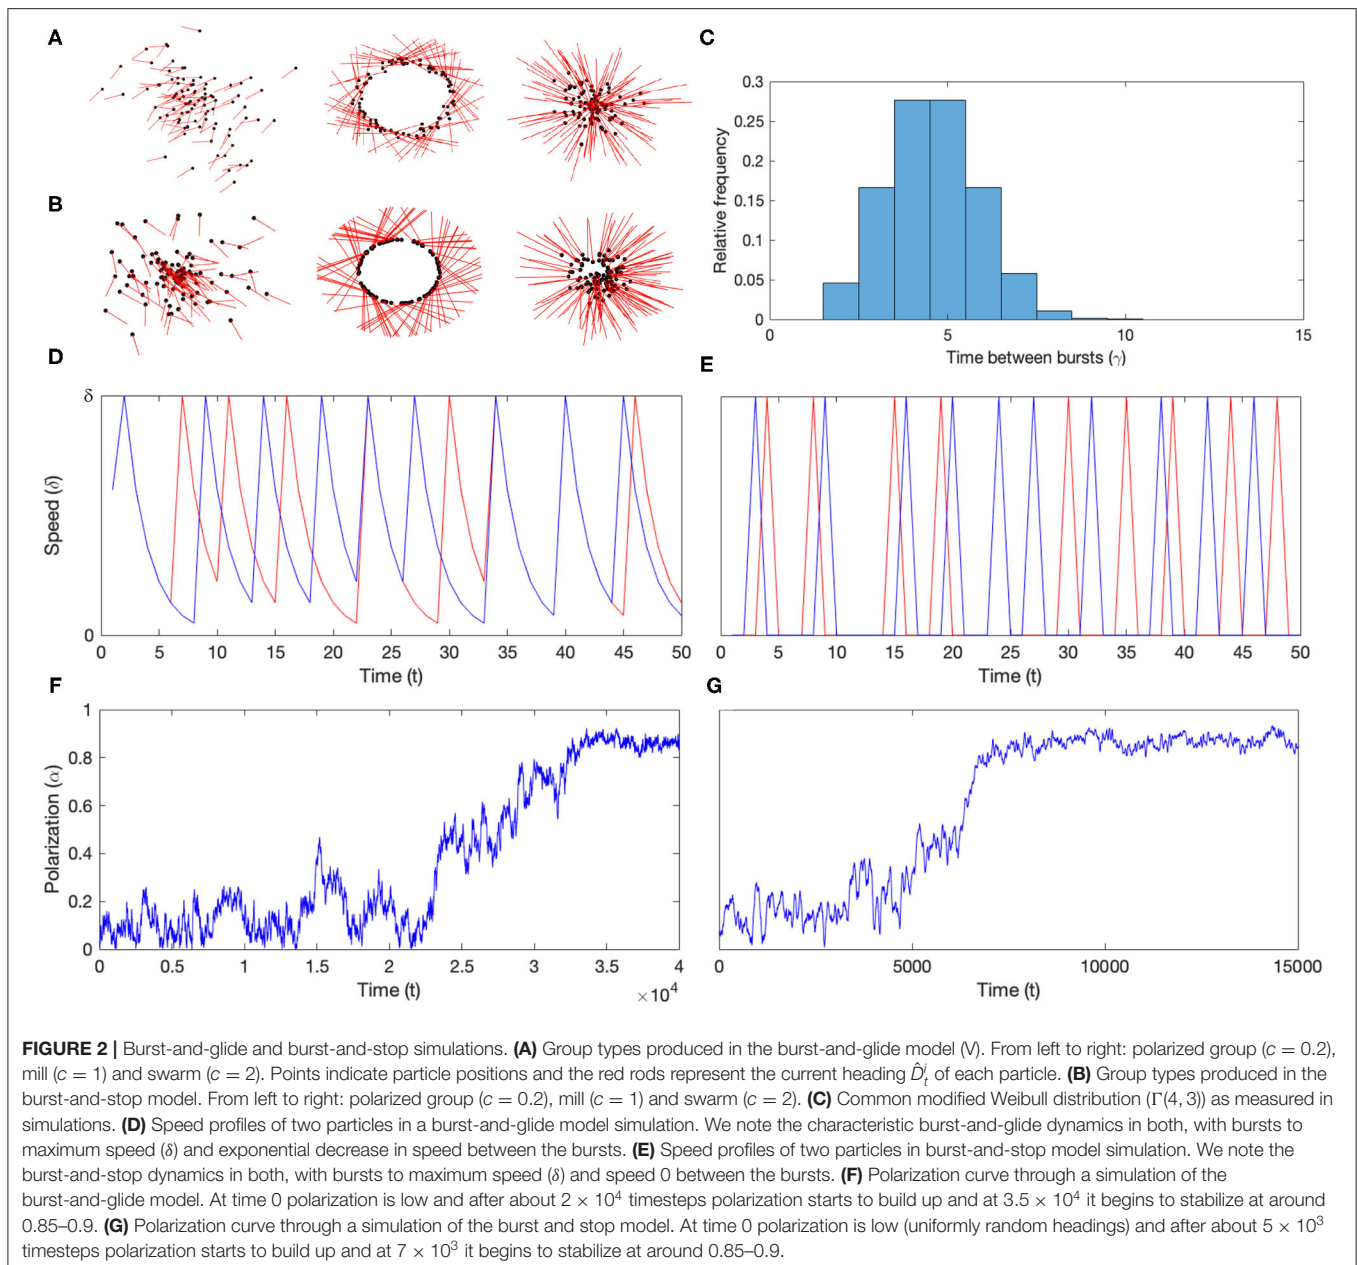 A
B
C
0.3
0.25
0.2
0.15
0.1
0.05
0
Relative frequency
0 5 10 15
Time between bursts (γ)
D
δ
0
Speed (δ)
0 5 10 15 20 25 30 35 40 45 50
Time (t)
E
0 5 10 15 20 25 30 35 40 45 50
Time (t)
F
1
0.8
0.6
0.4
0.2
0
Polarization (α)
0 0.5 1 1.5 2 2.5 3 3.5 4
Time (t)
×10⁴
G
0 5000 10000 15000
Time (t)
FIGURE 2 | Burst-and-glide and burst-and-stop simulations. (A) Group types produced in the burst-and-glide model (V). From left to right: polarized group (c = 0.2),
mill (c = 1) and swarm (c = 2). Points indicate particle positions and the red rods represent the current heading D̂ᵢₜ of each particle. (B) Group types produced in the
burst-and-stop model. From left to right: polarized group (c = 0.2), mill (c = 1) and swarm (c = 2). (C) Common modified Weibull distribution (Γ(4, 3)) as measured in
simulations. (D) Speed profiles of two particles in a burst-and-glide model simulation. We note the characteristic burst-and-glide dynamics in both, with bursts to
maximum speed (δ) and exponential decrease in speed between the bursts. (E) Speed profiles of two particles in burst-and-stop model simulation. We note the
burst-and-stop dynamics in both, with bursts to maximum speed (δ) and speed 0 between the bursts. (F) Polarization curve through a simulation of the
burst-and-glide model. At time 0 polarization is low and after about 2 × 10⁴ timesteps polarization starts to build up and at 3.5 × 10⁴ it begins to stabilize at around
0.85–0.9. (G) Polarization curve through a simulation of the burst and stop model. At time 0 polarization is low (uniformly random headings) and after about 5 × 10³
timesteps polarization starts to build up and at 7 × 10³ it begins to stabilize at around 0.85–0.9.